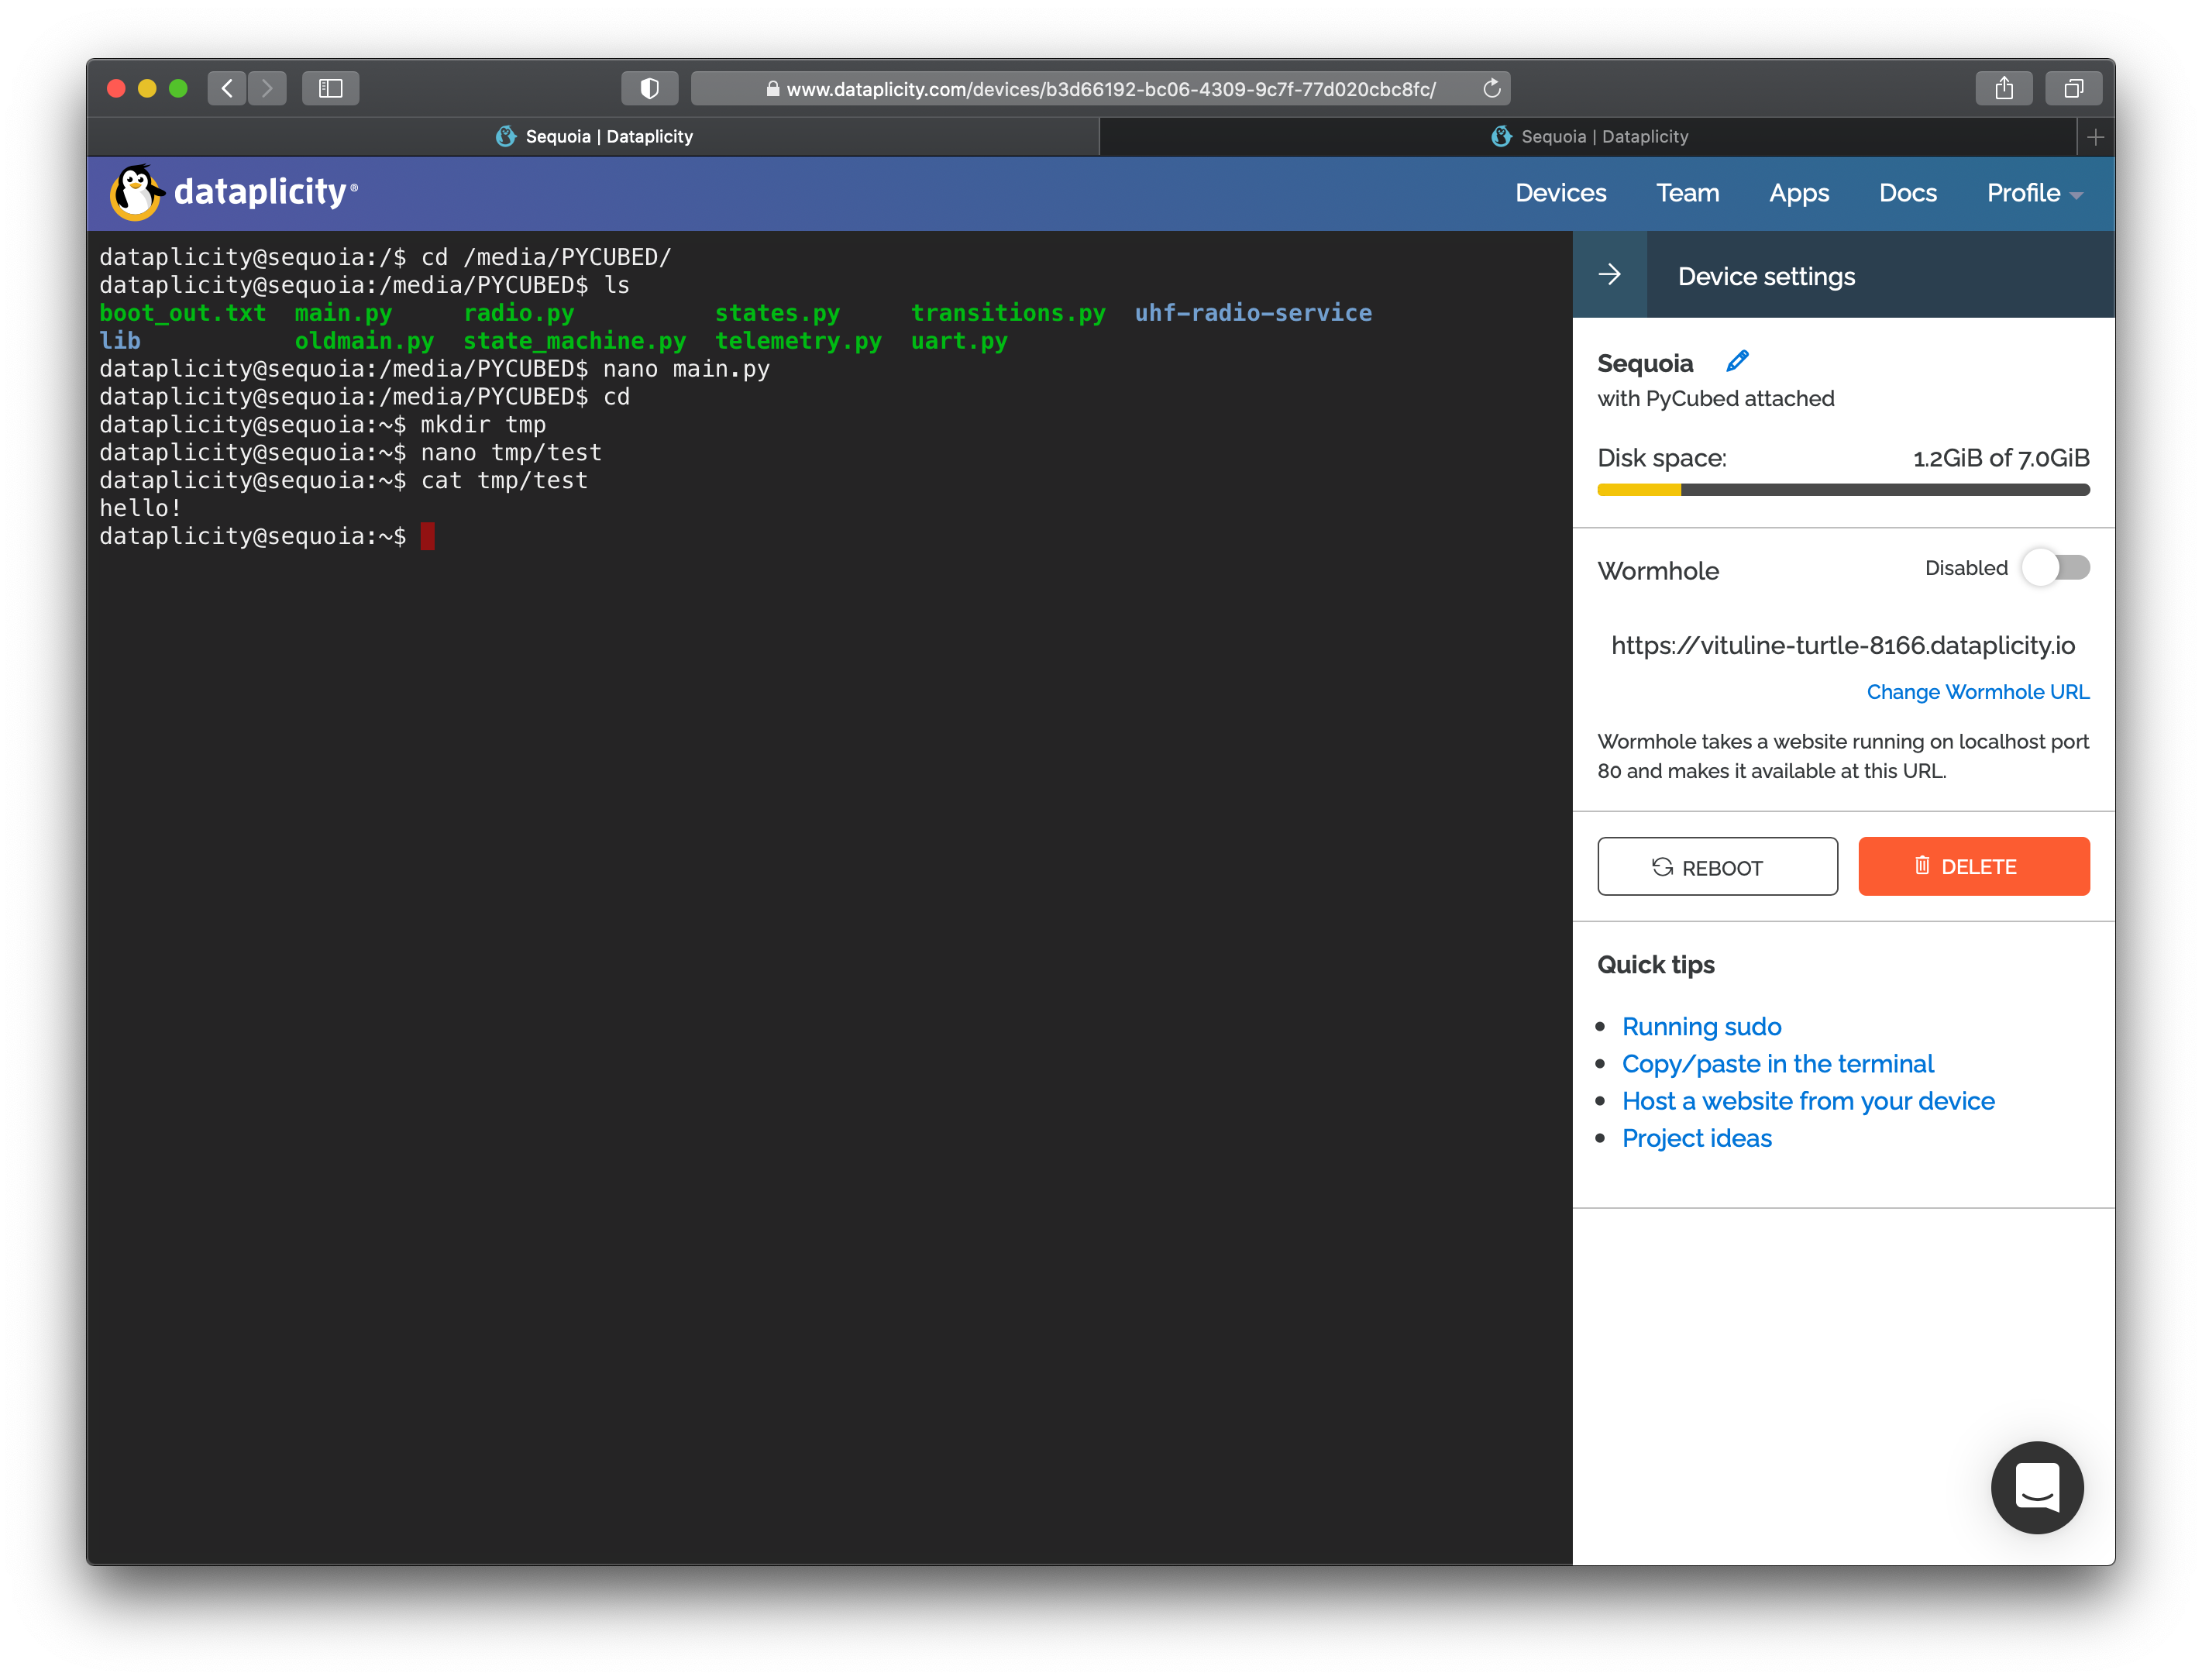 www.dataplicity.com/devices/b3d66192-bc06-4309-9c7f-77d020cbc8fc/
Sequoia | Dataplicity
Sequoia | Dataplicity
dataplicity®
Devices Team Apps Docs Profile
dataplicity@sequoia:/$ cd /media/PYCUBED/
dataplicity@sequoia:/media/PYCUBED$ ls
boot_out.txt main.py radio.py states.py transitions.py uhf-radio-service
lib oldmain.py state_machine.py telemetry.py uart.py
dataplicity@sequoia:/media/PYCUBED$ nano main.py
dataplicity@sequoia:/media/PYCUBED$ cd
dataplicity@sequoia:~$ mkdir tmp
dataplicity@sequoia:~$ nano tmp/test
dataplicity@sequoia:~$ cat tmp/test
hello!
dataplicity@sequoia:~$
Device settings
Sequoia
with PyCubed attached
Disk space: 1.2GiB of 7.0GiB
Wormhole Disabled
https://vituline-turtle-8166.dataplicity.io
Change Wormhole URL
Wormhole takes a website running on localhost port
80 and makes it available at this URL.
REBOOT DELETE
Quick tips
Running sudo
Copy/paste in the terminal
Host a website from your device
Project ideas